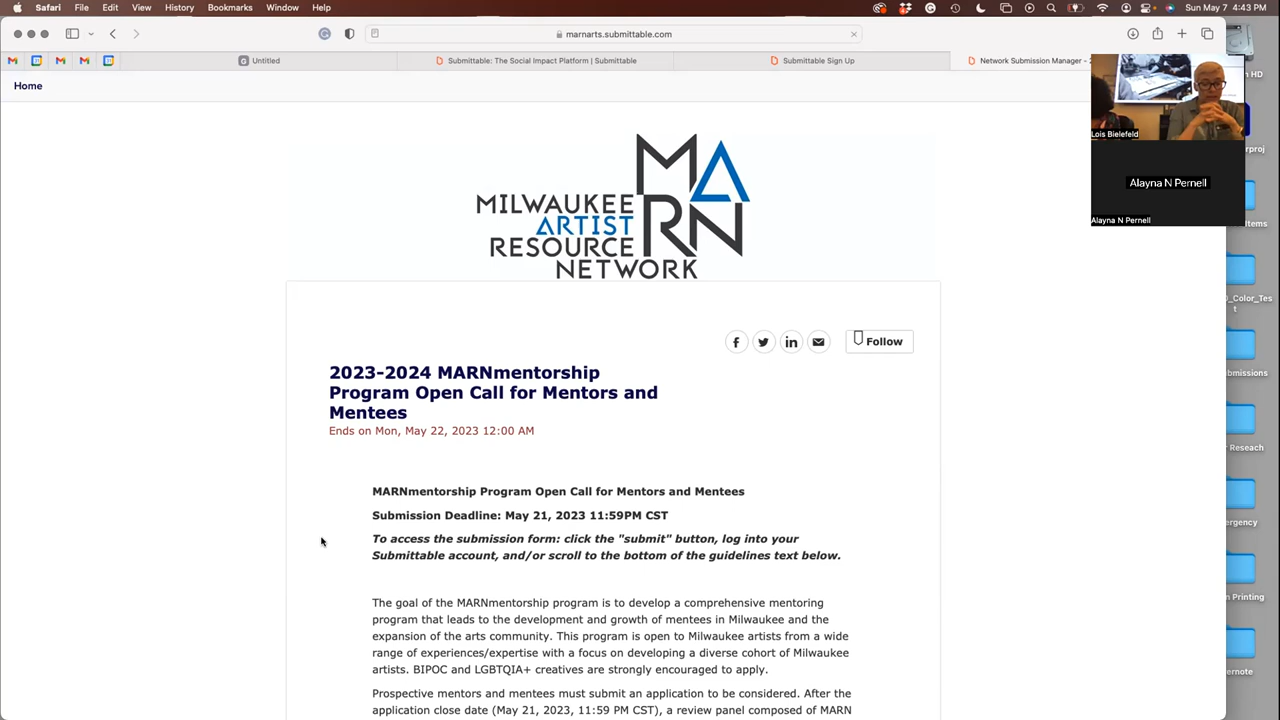 Safari File Edit View History Bookmarks Window Help Sun May 7 4:43 PM
marnarts.submittable.com
Untitled Submittable: The Social Impact Platform | Submittable Submittable Sign Up Network Submission Manager -
Home
Lois Bielefeld
Alayna N Pernell
Alayna N Pernell
HD
Items
Color_Tes
t
Printing
MARN
MILWAUKEE
ARTIST
RESOURCE
NETWORK
Follow
2023-2024 MARNmentorship
Program Open Call for Mentors and
Mentees
Ends on Mon, May 22, 2023 12:00 AM
MARNmentorship Program Open Call for Mentors and Mentees
Submission Deadline: May 21, 2023 11:59PM CST
To access the submission form: click the "submit" button, log into your
Submittable account, and/or scroll to the bottom of the guidelines text below.
The goal of the MARNmentorship program is to develop a comprehensive mentoring
program that leads to the development and growth of mentees in Milwaukee and the
expansion of the arts community. This program is open to Milwaukee artists from a wide
range of experiences/expertise with a focus on developing a diverse cohort of Milwaukee
artists. BIPOC and LGBTQIA+ creatives are strongly encouraged to apply.
Prospective mentors and mentees must submit an application to be considered. After the
application close date (May 21, 2023, 11:59 PM CST), a review panel composed of MARN